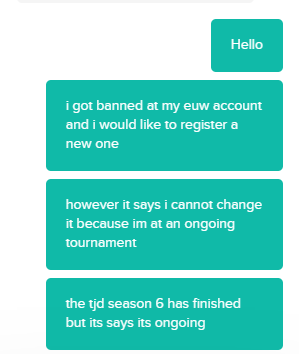 Hello
i got banned at my euw account
and i would like to register a
new one
however it says i cannot change
it because im at an ongoing
tournament
the tjd season 6 has finished
but its says its ongoing